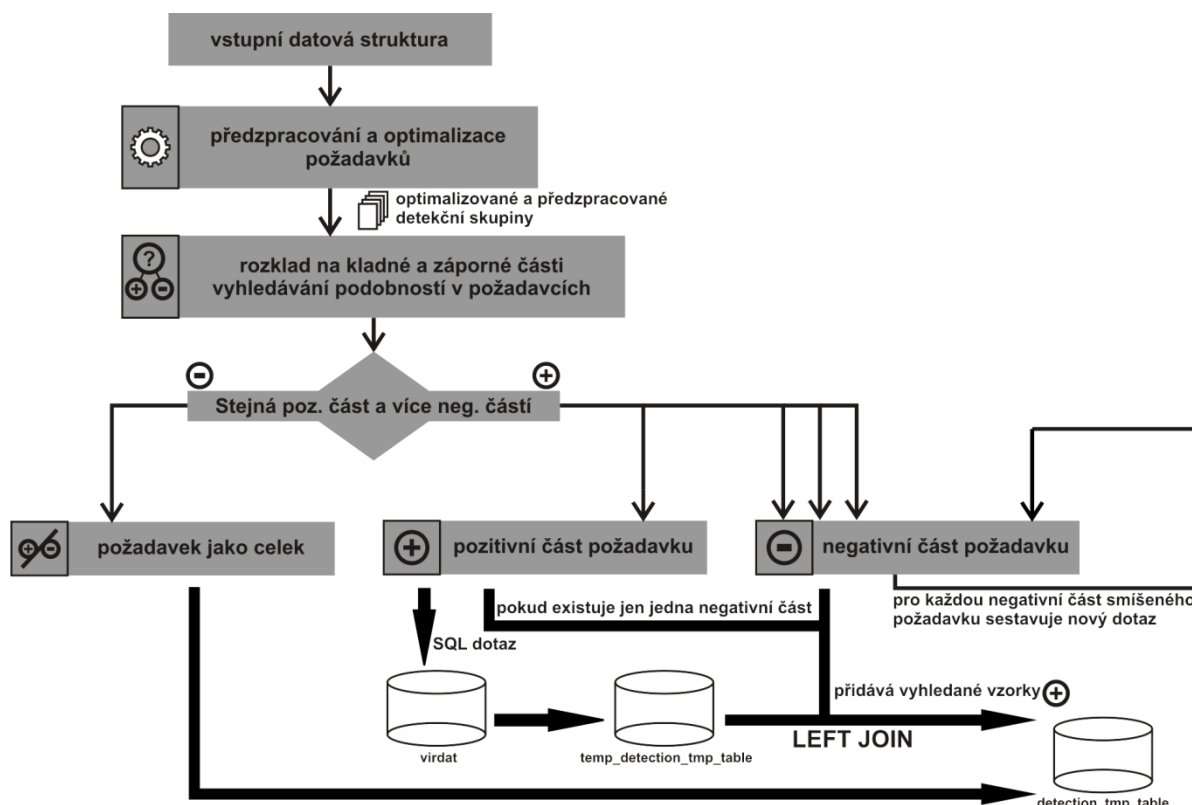 vstupní datová struktura
předzpracování a optimalizace
požadavků
optimalizované a předzpracované
detekční skupiny
rozklad na kladné a záporné části
vyhledávání podobností v požadavcích
Stejná poz. část a více neg. částí
požadavek jako celek
pozitivní část požadavku
negativní část požadavku
pokud existuje jen jedna negativní část
pro každou negativní část smíšeného
požadavku sestavuje nový dotaz
SQL dotaz
přidává vyhledané vzorky
LEFT JOIN
virdat
temp_detection_tmp_table
detection_tmp_table